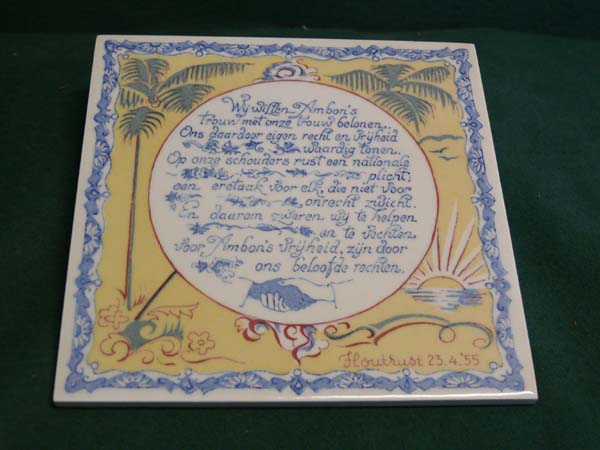 Wij willen Ambon's
trouw met onze trouw belonen,.
Ons daardoor eigen recht en vrijheid
waardig tonen..
Op onze schouders rust een nationale
plicht;
een eretaak voor elk, die niet voor
onrecht zwicht.
En daarom zweren wij te helpen
en te vechten
voor Ambon's vrijheid, zijn door
ons beloofde rechten.
Houtrust 23.4.'55